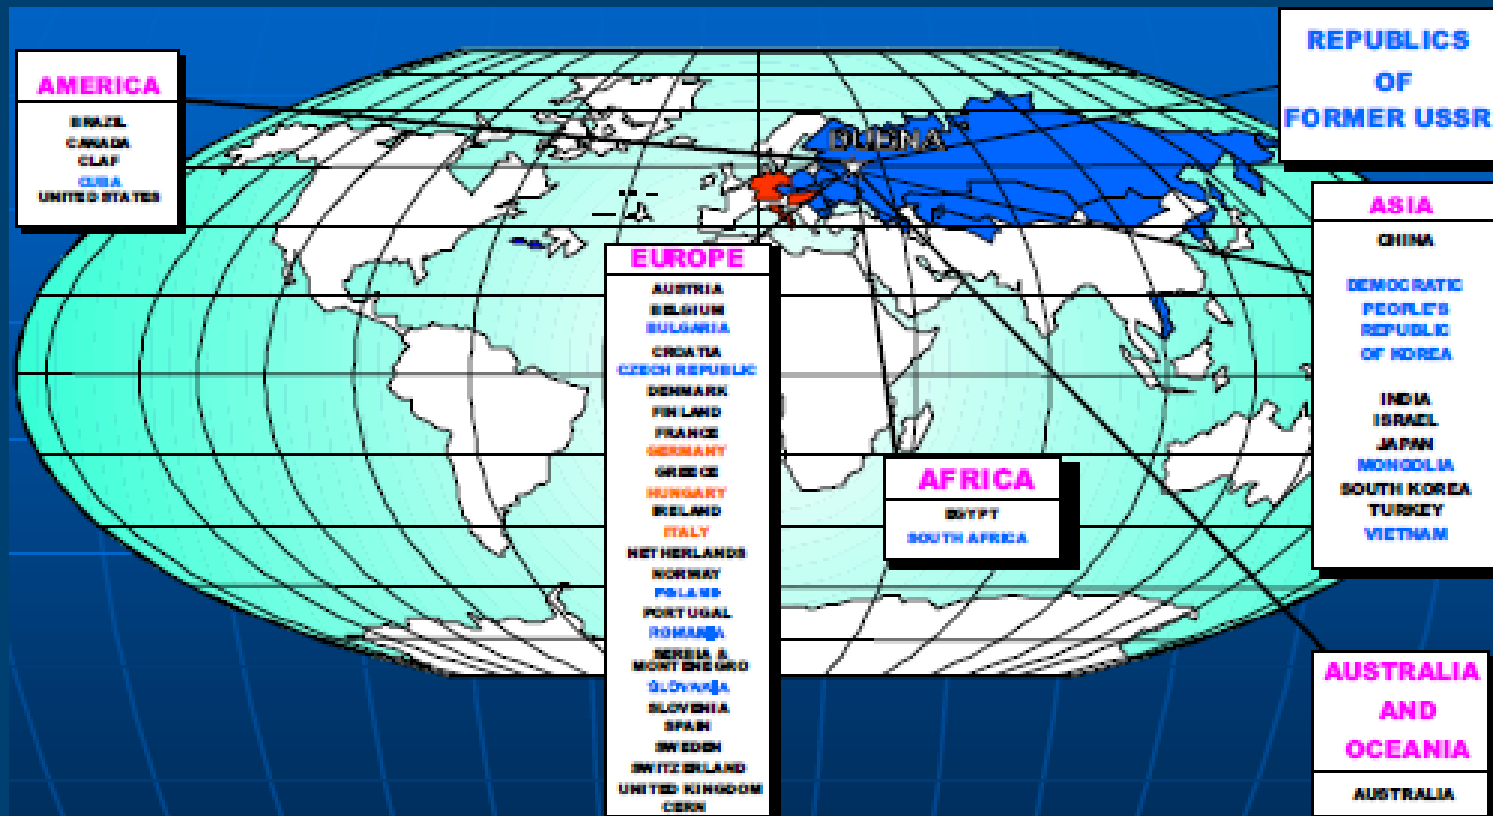 AMERICA
BRAZIL
CANADA
CLAF
CUBA
UNITED STATES
DUBNA
REPUBLICS
OF
FORMER USSR
ASIA
CHINA
DEMOCRATIC
PEOPLE'S
REPUBLIC
OF KOREA
INDIA
ISRAEL
JAPAN
MONGOLIA
SOUTH KOREA
TURKEY
VIETNAM
EUROPE
AUSTRIA
BELGIUM
BULGARIA
CROATIA
CZECH REPUBLIC
DENMARK
FINLAND
FRANCE
GERMANY
GREECE
HUNGARY
IRELAND
ITALY
NETHERLANDS
NORWAY
POLAND
PORTUGAL
ROMANIA
SERBIA &
MONTENEGRO
SLOVAKIA
SLOVENIA
SPAIN
SWEDEN
SWITZERLAND
UNITED KINGDOM
CERN
AFRICA
EGYPT
SOUTH AFRICA
AUSTRALIA
AND
OCEANIA
AUSTRALIA